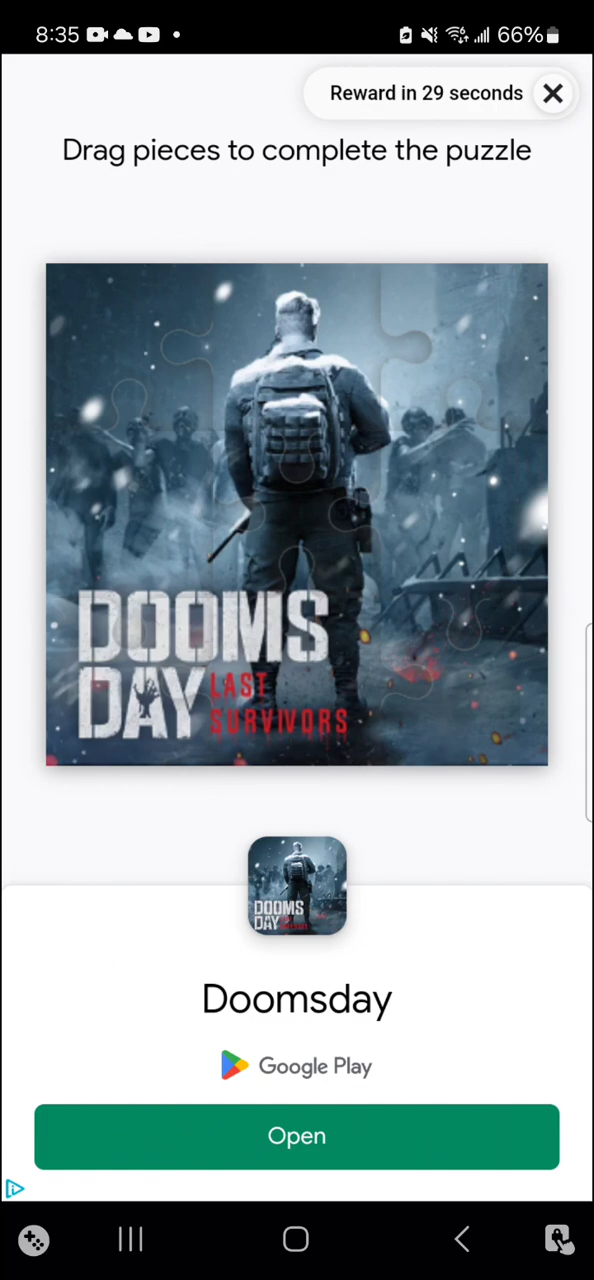 8:35
66%
Reward in 29 seconds
Drag pieces to complete the puzzle
DOOMS
DAY LAST
SURVIVORS
DOOMS
DAY
Doomsday
Google Play
Open